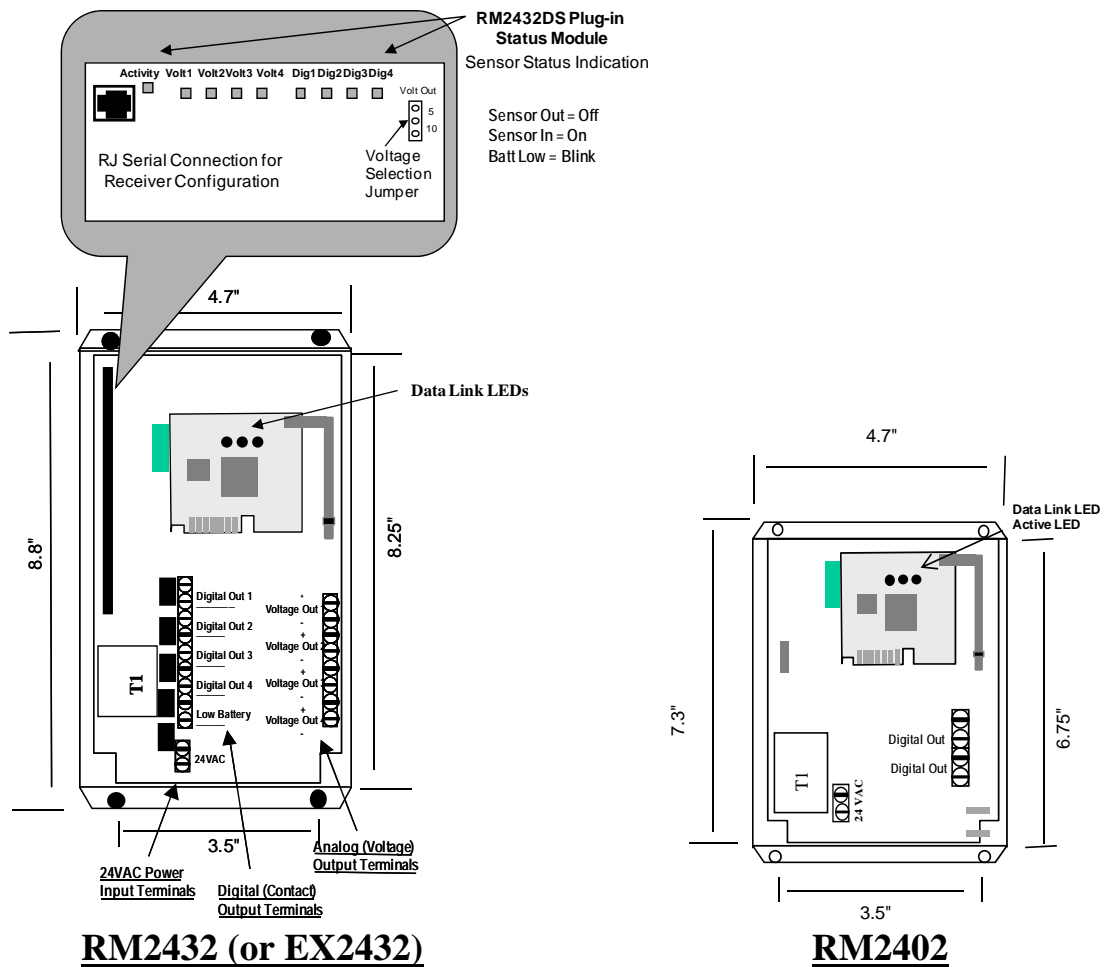 RM2432DS Plug-in
Status Module
Sensor Status Indication
Sensor Out = Off
Sensor In = On
Batt Low = Blink
Activity Volt1 Volt2 Volt3 Volt4 Dig1 Dig2 Dig3 Dig4
Volt Out
5
10
RJ Serial Connection for
Receiver Configuration
Voltage
Selection
Jumper
4.7"
8.8"
8.25"
Data Link LEDs
Digital Out 1
Digital Out 2
Digital Out 3
Digital Out 4
Low Battery
24VAC
T1
+
Voltage Out 1
-
+
Voltage Out 2
-
+
Voltage Out 3
-
+
Voltage Out 4
-
3.5"
24VAC Power
Input Terminals
Digital (Contact)
Output Terminals
Analog (Voltage)
Output Terminals
RM2432 (or EX2432)
4.7"
Data Link LED
Active LED
7.3"
6.75"
Digital Out
Digital Out
T1
24 VAC
3.5"
RM2402